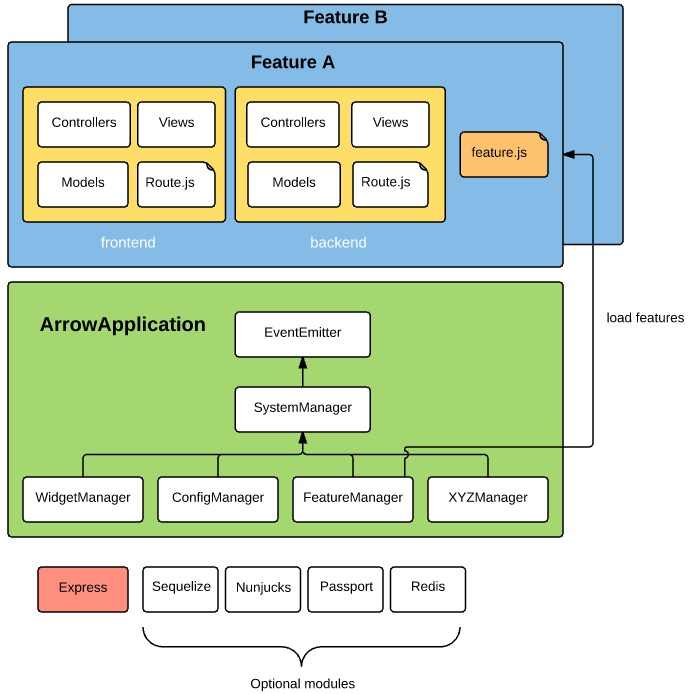 Feature B
Feature A
Controllers
Views
Models
Route.js
frontend
Controllers
Views
Models
Route.js
backend
feature.js
load features
ArrowApplication
EventEmitter
SystemManager
WidgetManager
ConfigManager
FeatureManager
XYZManager
Express
Sequelize
Nunjucks
Passport
Redis
Optional modules